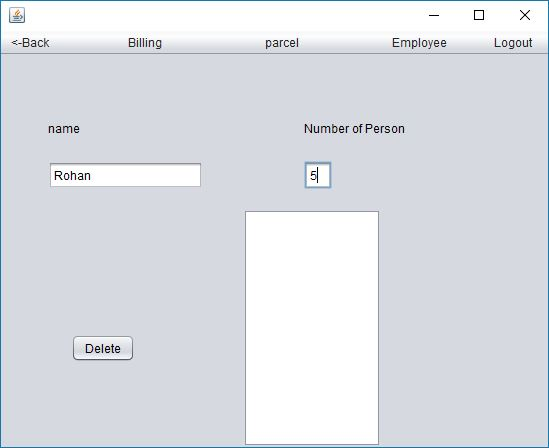 <-Back Billing parcel Employee Logout
name Number of Person
Rohan 5
Delete